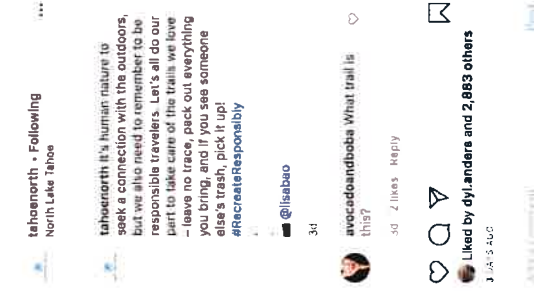 tahoenorth • Following
North Lake Tahoe
tahoenorth It's human nature to
seek a connection with the outdoors,
but we also need to remember to be
responsible travelers. Let's all do our
part to take care of the trails we love
– leave no trace, pack out everything
you bring, and if you see someone
else's trash, pick it up!
#RecreateResponsibly
@lisabao
3d
avocadoandboba What trail is
this?
3d 2 likes Reply
Liked by dyl.anders and 2,883 others
3 DAYS AGO